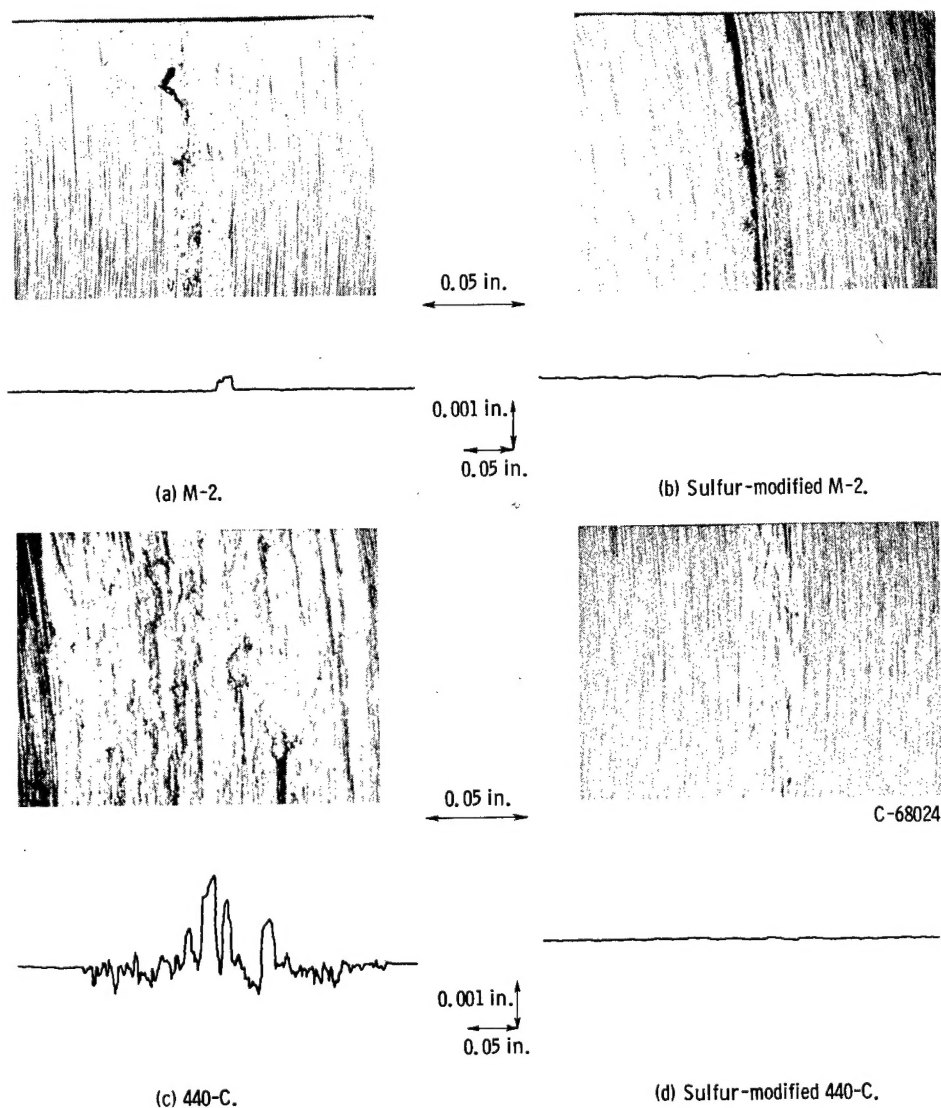 0.05 in.
0.001 in.
0.05 in.
(a) M-2.
(b) Sulfur-modified M-2.
0.05 in.
C-68024
0.001 in.
0.05 in.
(c) 440-C.
(d) Sulfur-modified 440-C.